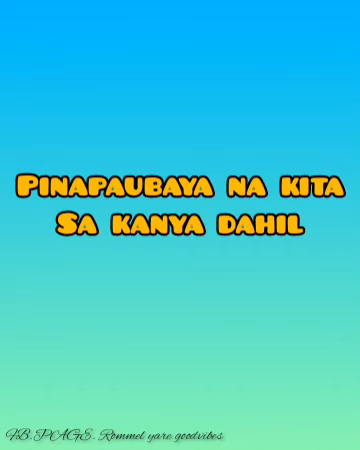 Pinapaubaya na kita
Sa kanya dahil
FB. PAGE. Rommel yare goodvibes